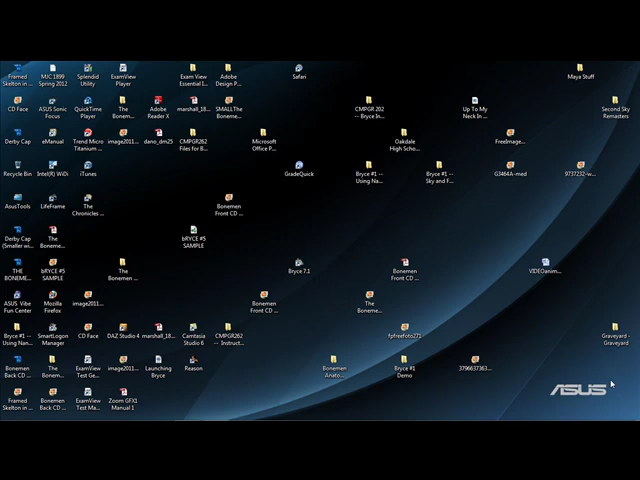 Framed
Skelton in ...
MJC 1899
Spring 2012
Splendid
Utility
ExamView
Player
Exam View
Essential I...
Adobe
Design P...
Safari
Maya Stuff
CD Face
ASUS Sonic
Focus
QuickTime
Player
The
Bonem...
Adobe
Reader X
marshall_18...
SMALLThe
Boneme...
CMPGR 202
-- Bryce In...
Up To My
Neck In ...
Second Sky
Remasters
Derby Cap
eManual
Trend Micro
Titanium ...
image2011...
dano_dm25
CMPGR262
Files for B...
Microsoft
Office P...
Oakdale
High Scho...
FreeImage...
Recycle Bin
Intel(R) WiDi
iTunes
GradeQuick
Bryce #1 --
Using Nan...
Bryce #1 --
Sky and F...
G3464A-med
9737232-w...
AsusTools
LifeFrame
The
Chronicles ...
Bonemen
Front CD ...
Derby Cap
(Smaller wi...
The
Boneme...
bRYCE #5
SAMPLE
THE
BONEME...
bRYCE #5
SAMPLE
The
Bonemen ...
Bryce 7.1
Bonemen
Front CD ...
VIDEOanim...
ASUS Vibe
Fun Center
Mozilla
Firefox
image2011...
Bonemen
Front CD ...
The
Boneme...
Bryce #1 --
Using Nan...
SmartLogon
Manager
CD Face
DAZ Studio 4
marshall_18...
Camtasia
Studio 6
CMPGR262
-- Instruct...
fpfreefoto271
Graveyard -
Graveyard
Bonemen
Back CD ...
The
Bonem...
ExamView
Test Ge...
image2011...
Launching
Bryce
Reason
Bonemen
Anato...
Bryce #1
Demo
3796637363...
Framed
Skelton in ...
Bonemen
Back CD ...
ExamView
Test Ma...
Zoom GFX1
Manual 1
ASUS